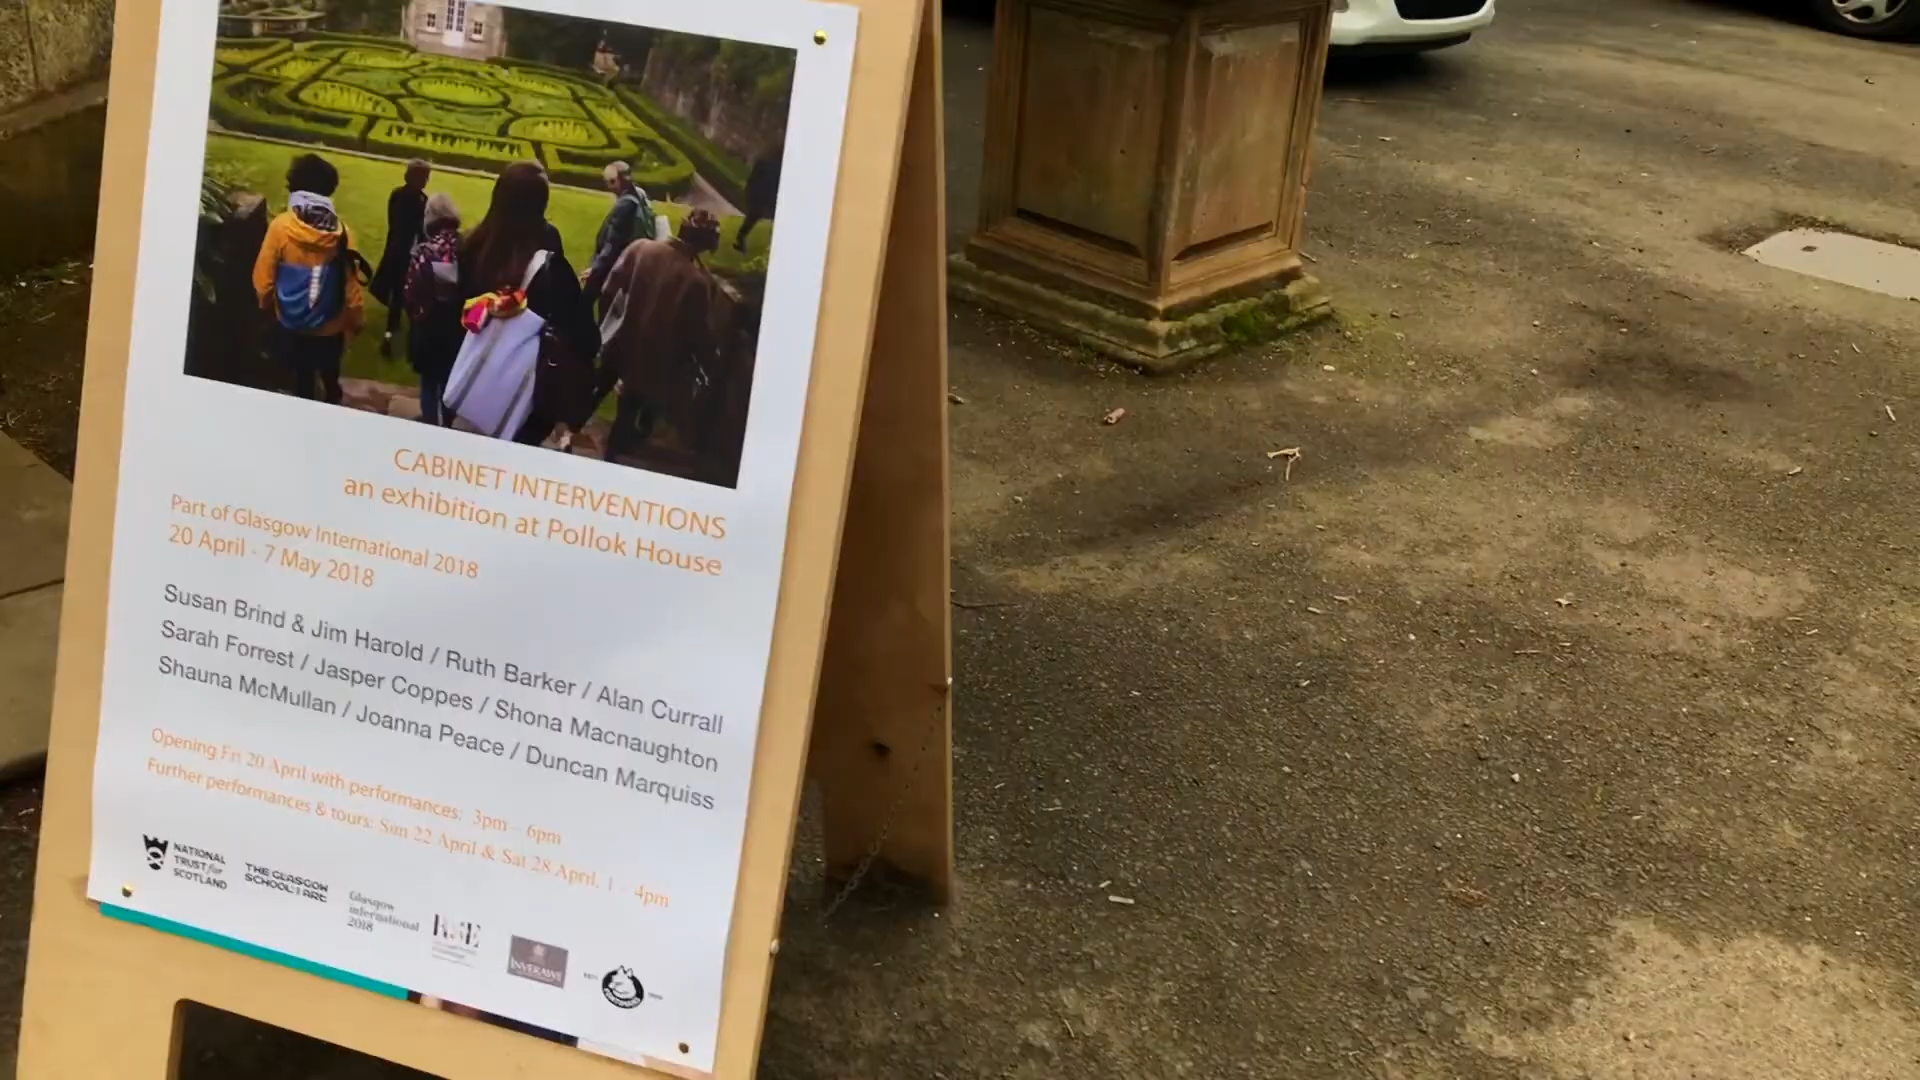 CABINET INTERVENTIONS
an exhibition at Pollok House
Part of Glasgow International 2018
20 April - 7 May 2018
Susan Brind & Jim Harold / Ruth Barker / Alan Currall
Sarah Forrest / Jasper Coppes / Shona Macnaughton
Shauna McMullan / Joanna Peace / Duncan Marquiss
Opening Fri 20 April with performances: 3pm - 6pm
Further performances & tours: Sun 22 April & Sat 28 April, 1 - 4pm
NATIONAL
TRUST for
SCOTLAND
THE GLASGOW
SCHOOL:ARE
Glasgow
international
2018
RSE
INVERAWE